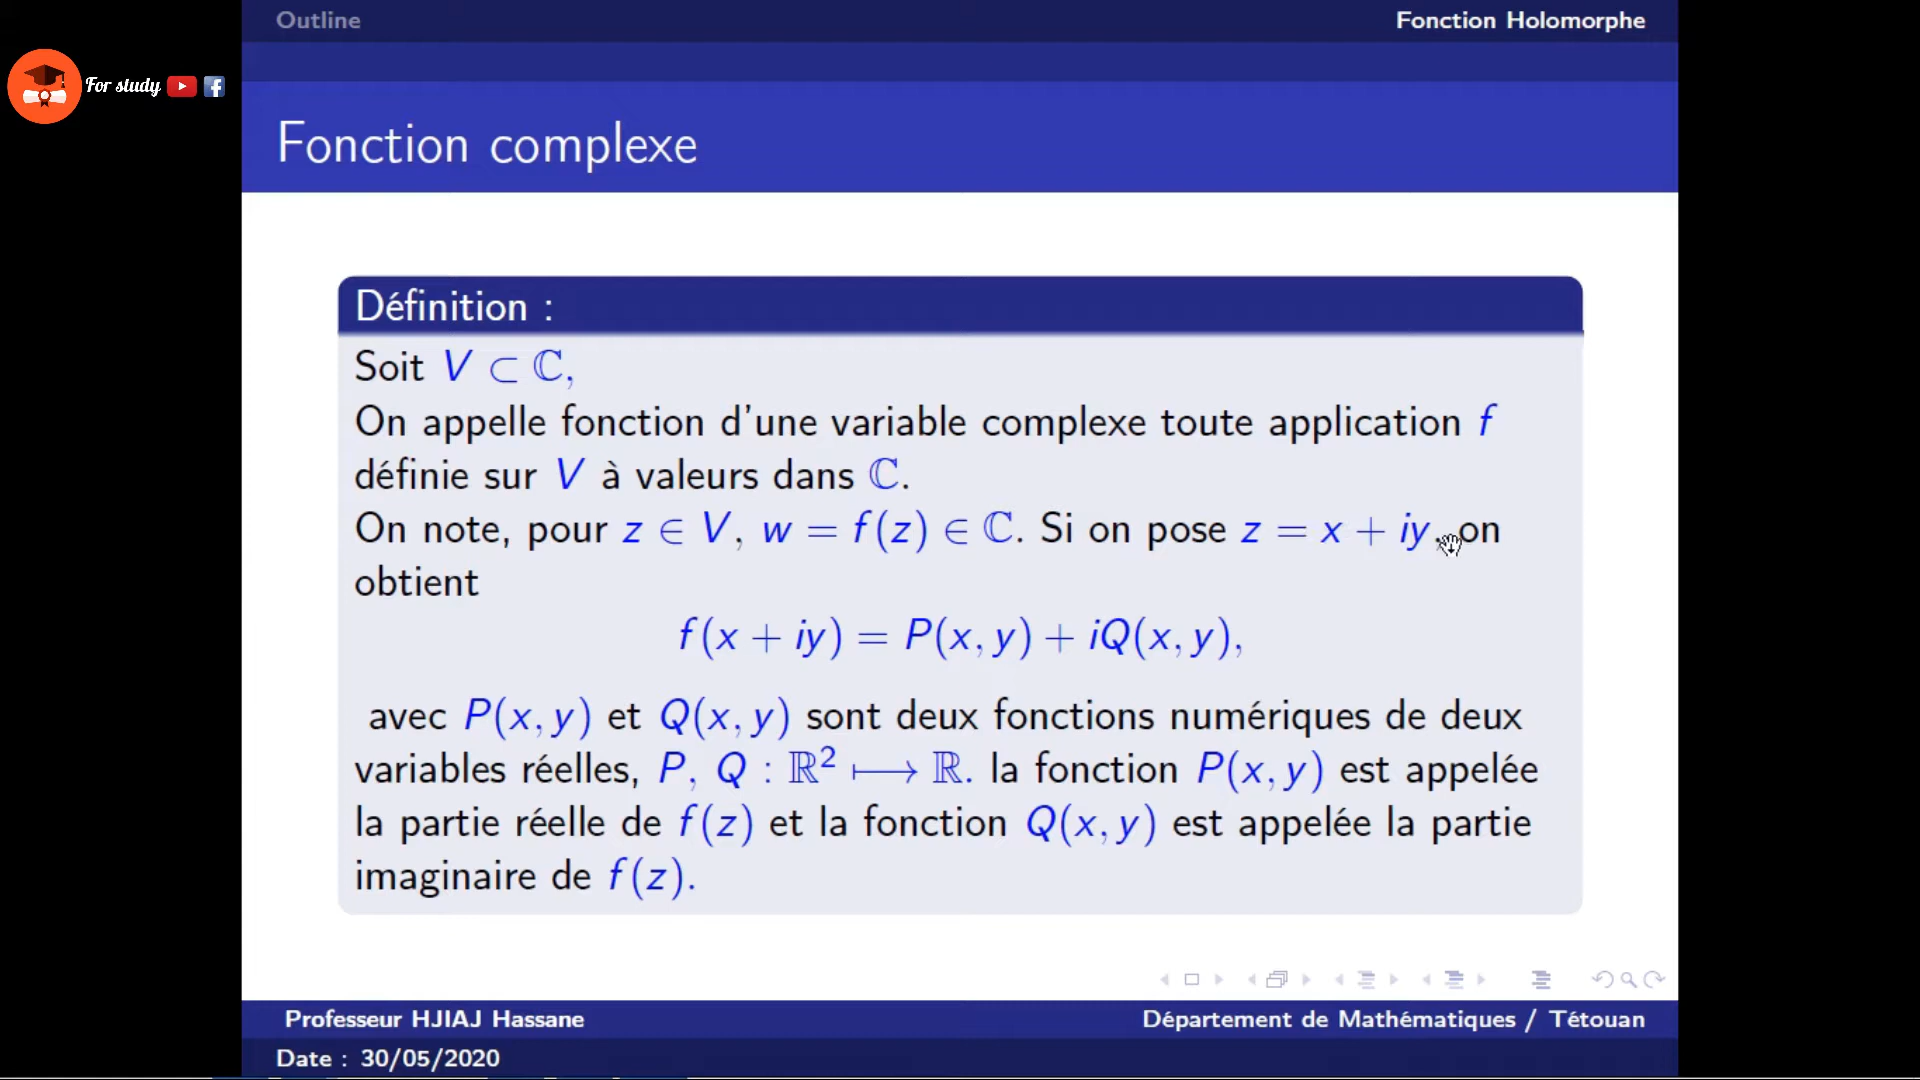 Outline
Fonction Holomorphe
For study
Fonction complexe
Définition :
Soit V ⊂ ℂ,
On appelle fonction d'une variable complexe toute application f
définie sur V à valeurs dans ℂ.
On note, pour z ∈ V, w = f(z) ∈ ℂ. Si on pose z = x + iy, on
obtient
f(x + iy) = P(x, y) + iQ(x, y),
avec P(x, y) et Q(x, y) sont deux fonctions numériques de deux
variables réelles, P, Q : ℝ² ⟼ ℝ. la fonction P(x, y) est appelée
la partie réelle de f(z) et la fonction Q(x, y) est appelée la partie
imaginaire de f(z).
Professeur HJIAJ Hassane
Département de Mathématiques / Tétouan
Date : 30/05/2020